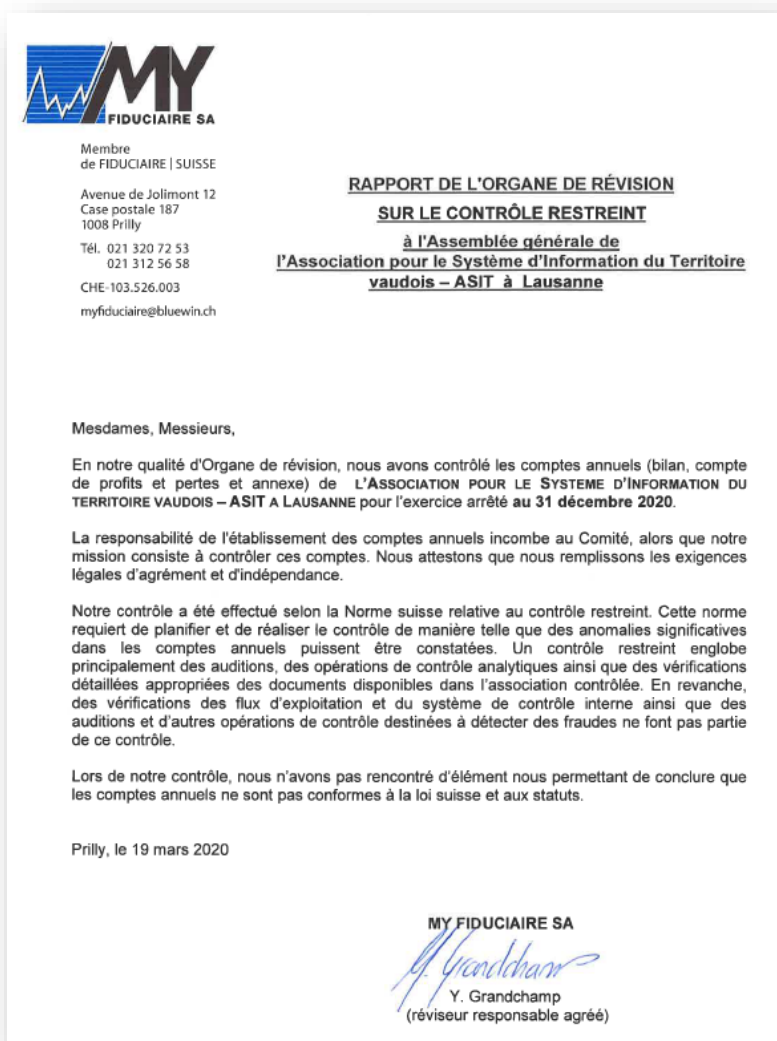 MY
FIDUCIAIRE SA
Membre
de FIDUCIAIRE | SUISSE
Avenue de Jolimont 12
Case postale 187
1008 Prilly
Tél. 021 320 72 53
021 312 56 58
CHE-103.526.003
myfiduciaire@bluewin.ch
RAPPORT DE L'ORGANE DE RÉVISION
SUR LE CONTRÔLE RESTREINT
à l'Assemblée générale de
l'Association pour le Système d'Information du Territoire
vaudois – ASIT à Lausanne
Mesdames, Messieurs,
En notre qualité d'Organe de révision, nous avons contrôlé les comptes annuels (bilan, compte
de profits et pertes et annexe) de L'ASSOCIATION POUR LE SYSTEME D'INFORMATION DU
TERRITOIRE VAUDOIS – ASIT A LAUSANNE pour l'exercice arrêté au 31 décembre 2020.
La responsabilité de l'établissement des comptes annuels incombe au Comité, alors que notre
mission consiste à contrôler ces comptes. Nous attestons que nous remplissons les exigences
légales d'agrément et d'indépendance.
Notre contrôle a été effectué selon la Norme suisse relative au contrôle restreint. Cette norme
requiert de planifier et de réaliser le contrôle de manière telle que des anomalies significatives
dans les comptes annuels puissent être constatées. Un contrôle restreint englobe
principalement des auditions, des opérations de contrôle analytiques ainsi que des vérifications
détaillées appropriées des documents disponibles dans l'association contrôlée. En revanche,
des vérifications des flux d'exploitation et du système de contrôle interne ainsi que des
auditions et d'autres opérations de contrôle destinées à détecter des fraudes ne font pas partie
de ce contrôle.
Lors de notre contrôle, nous n'avons pas rencontré d'élément nous permettant de conclure que
les comptes annuels ne sont pas conformes à la loi suisse et aux statuts.
Prilly, le 19 mars 2020
MY FIDUCIAIRE SA
Y. Grandchamp
Y. Grandchamp
(réviseur responsable agréé)